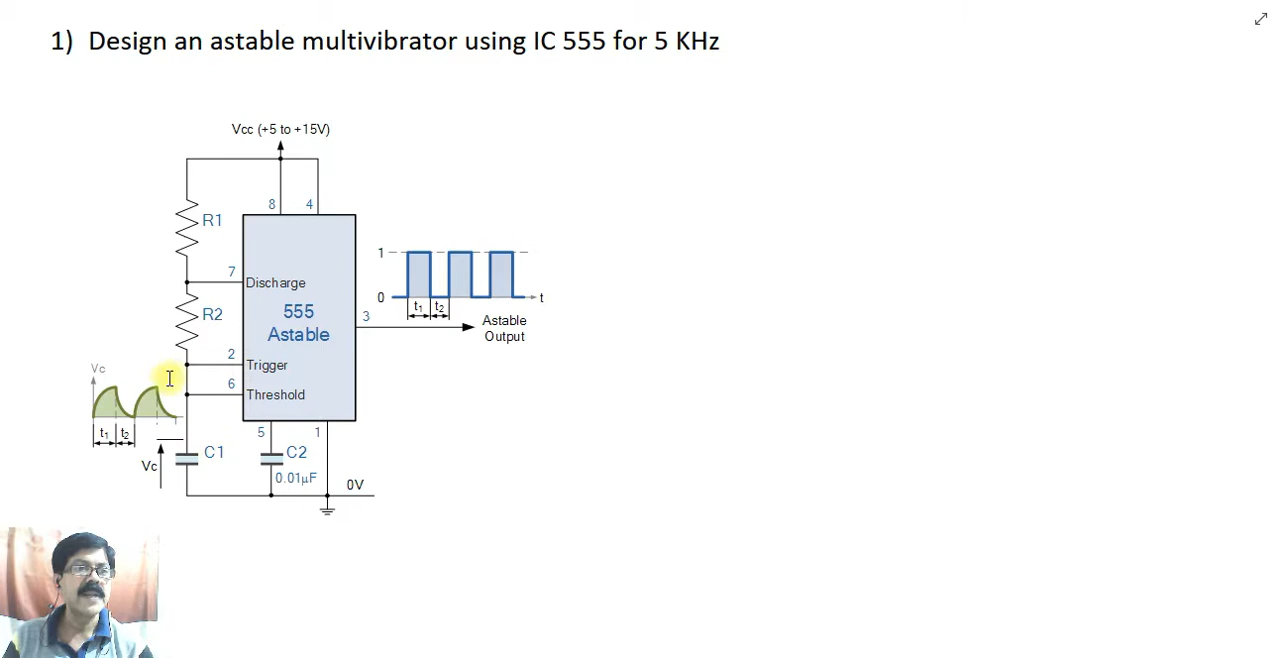 1) Design an astable multivibrator using IC 555 for 5 KHz
Vcc (+5 to +15V)
8 4
R1
7
Discharge
R2
555
Astable
3
1
0
t
t₁ t₂
Astable
Output
2
Trigger
6
Threshold
Vc
t₁ t₂
Vc
C1
5
1
C2
0.01μF
0V